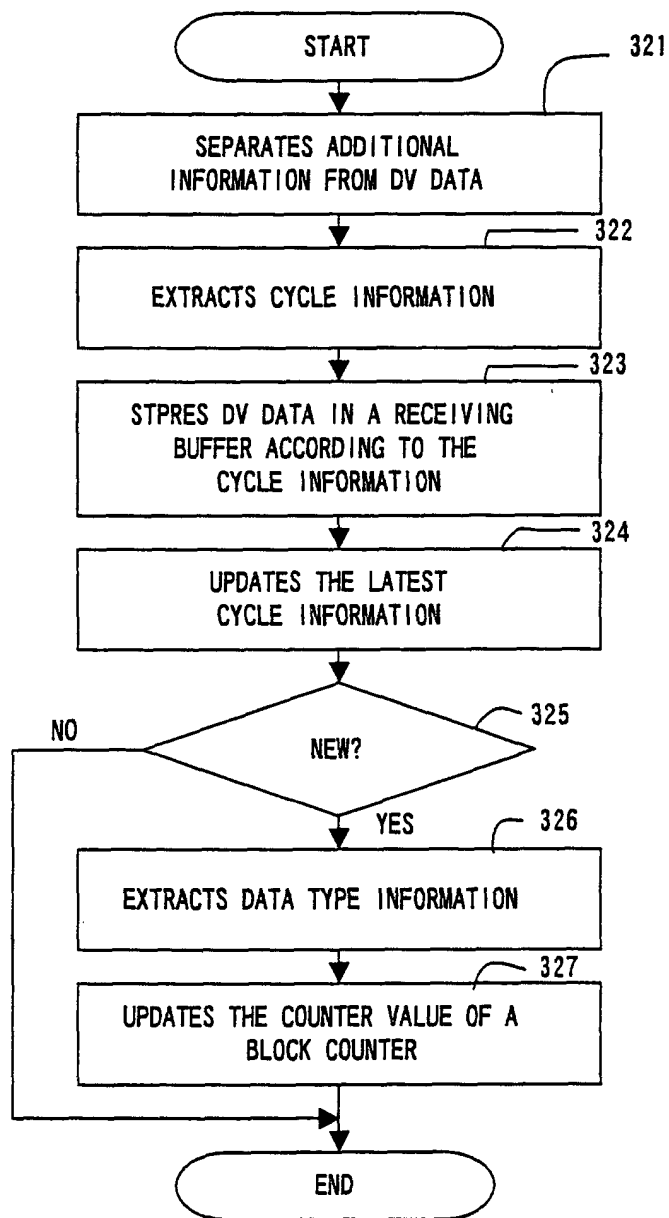 START
321
SEPARATES ADDITIONAL
INFORMATION FROM DV DATA
322
EXTRACTS CYCLE INFORMATION
323
STPRES DV DATA IN A RECEIVING
BUFFER ACCORDING TO THE
CYCLE INFORMATION
324
UPDATES THE LATEST
CYCLE INFORMATION
325
NO
NEW?
YES
326
EXTRACTS DATA TYPE INFORMATION
327
UPDATES THE COUNTER VALUE OF A
BLOCK COUNTER
END